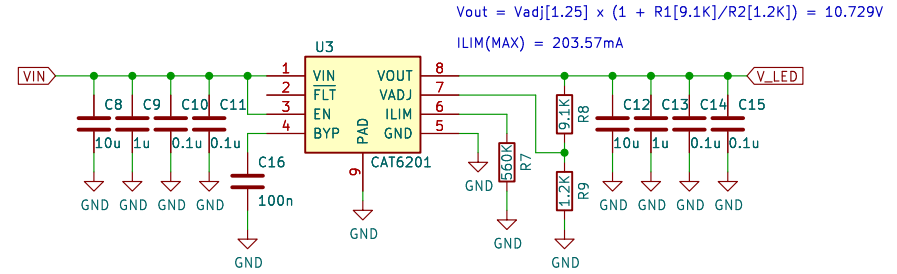 Vout = Vadj[1.25] x (1 + R1[9.1K]/R2[1.2K]) = 10.729V
ILIM(MAX) = 203.57mA
U3
VIN
1
VIN
VOUT
8
V_LED
2
FLT
VADJ
7
3
EN
ILIM
6
4
BYP
GND
5
PAD
9
CAT6201
C8
10u
C9
1u
C10
0.1u
C11
0.1u
C16
100n
560K
R7
9.1K
R8
1.2K
R9
C12
10u
C13
1u
C14
0.1u
C15
0.1u
GND
GND
GND
GND
GND
GND
GND
GND
GND
GND
GND
GND
GND